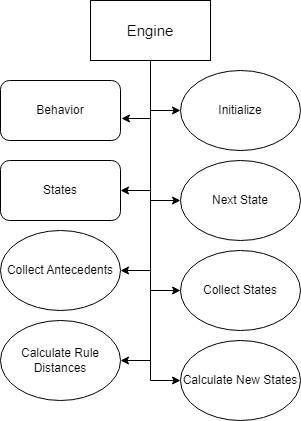 Engine
Behavior
Initialize
States
Next State
Collect Antecedents
Collect States
Calculate Rule
Distances
Calculate New States